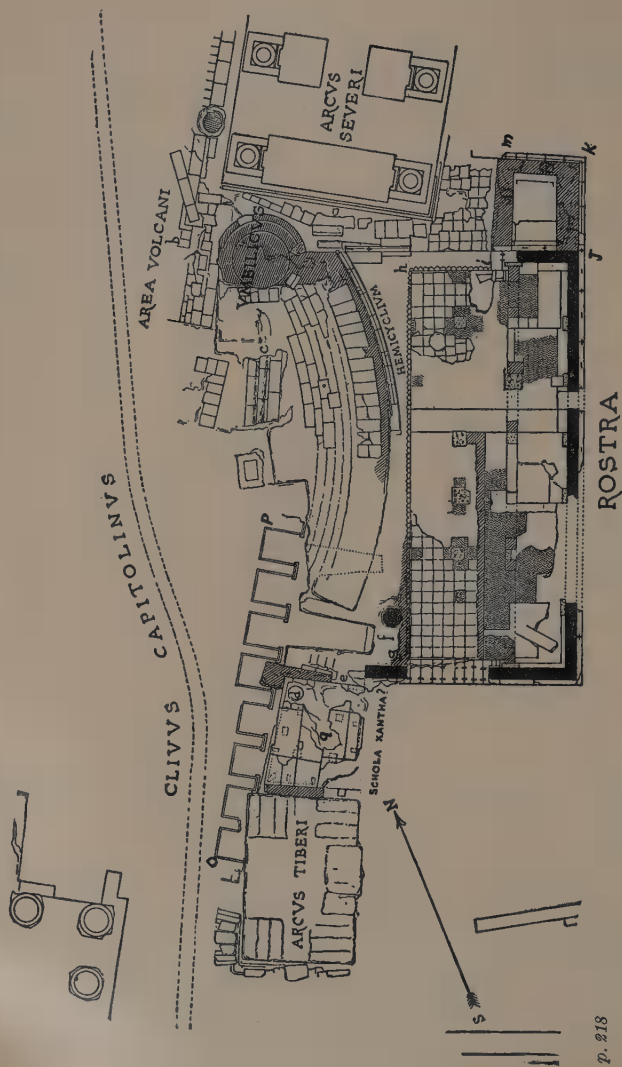 ARCVS
SEVERI
AREA VOLCANI
VMBILICVS
m
k
h
i
J
c
HEMICYCLIVM
ROSTRA
CLIVVS CAPITOLINVS
P
f
g
e
d
q
SCHOLA XANTHA?
O
L
ARCVS TIBERI
N
S
p. 218